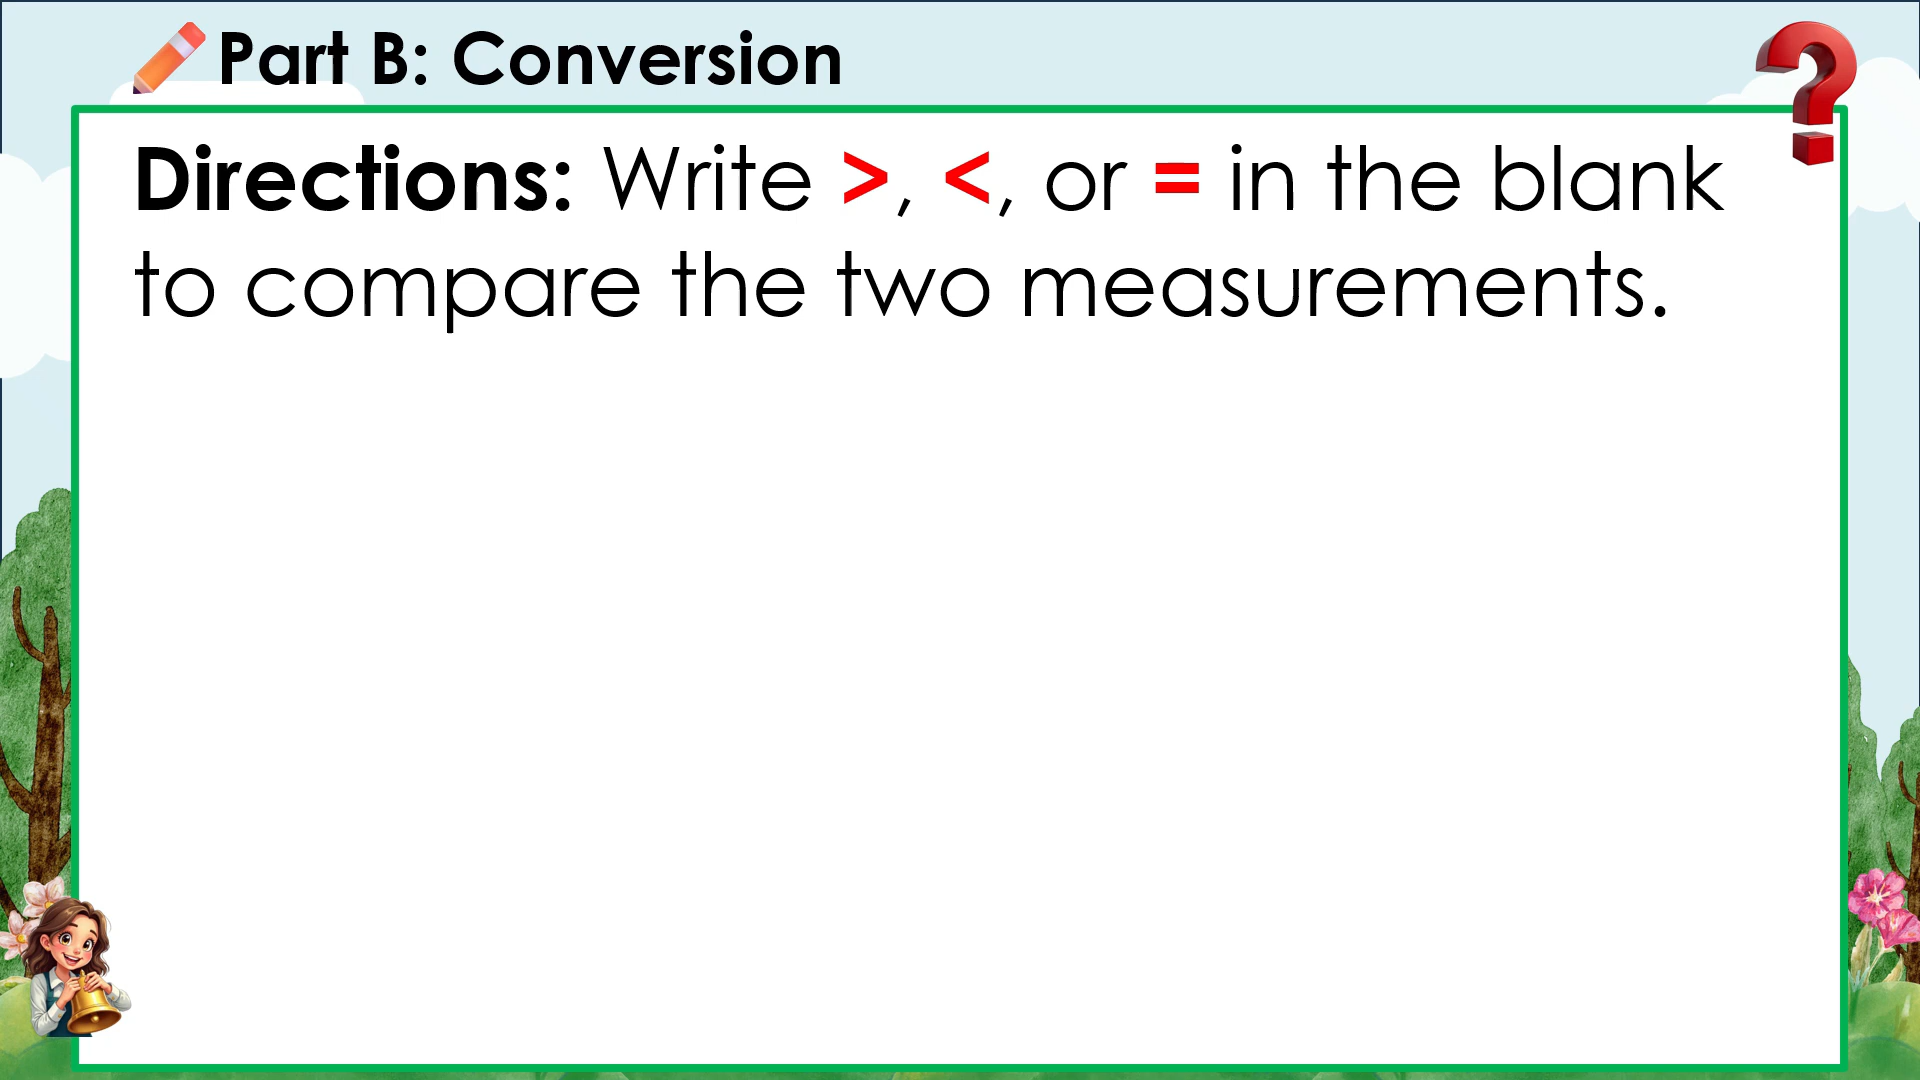 Part B: Conversion
Directions: Write >, <, or = in the blank
to compare the two measurements.